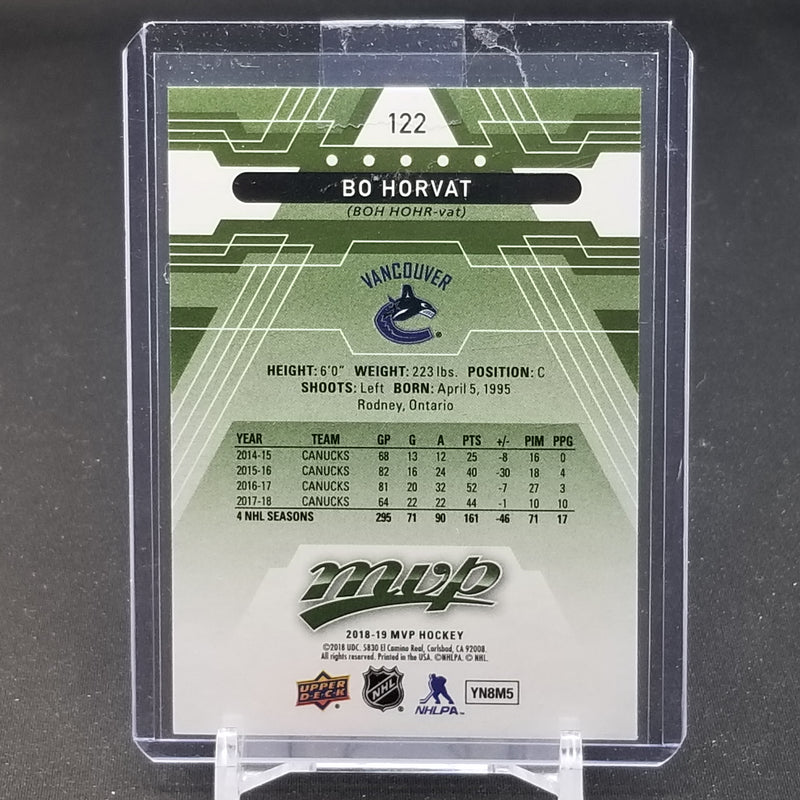 122
BO HORVAT
(BOH HOHR-vat)
VANCOUVER
HEIGHT: 6'0" WEIGHT: 223 lbs. POSITION: C
SHOOTS: Left BORN: April 5, 1995
Rodney, Ontario
YEAR TEAM GP G A PTS +/- PIM PPG
2014-15 CANUCKS 68 13 12 25 -8 16 0
2015-16 CANUCKS 82 16 24 40 -30 18 4
2016-17 CANUCKS 81 20 32 52 -7 27 3
2017-18 CANUCKS 64 22 22 44 -1 10 10
4 NHL SEASONS 295 71 90 161 -46 71 17
mvp
2018-19 MVP HOCKEY
©2018 UDC. 5830 El Camino Real, Carlsbad, CA 92008.
All rights reserved. Printed in the USA. ©NHLPA. © NHL.
UPPER DECK NHL NHLPA YN8M5